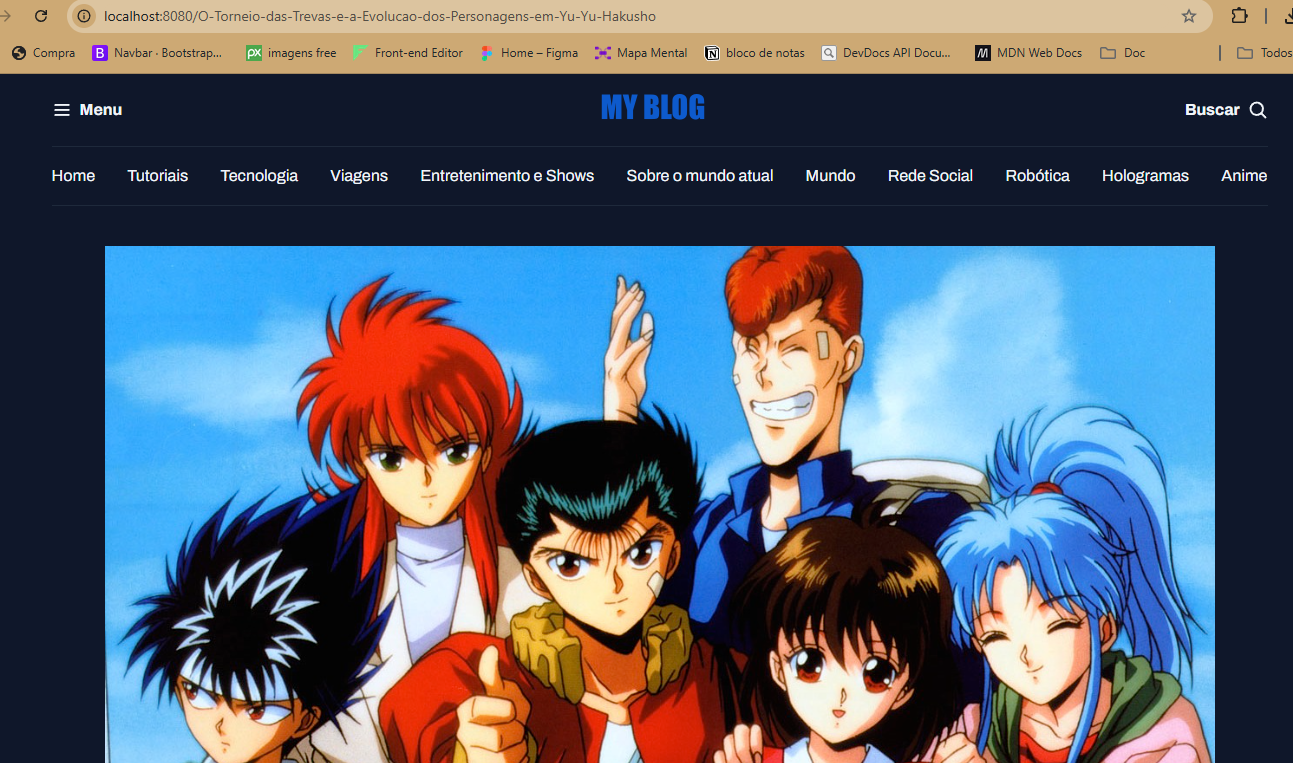 localhost:8080/O-Torneio-das-Trevas-e-a-Evolucao-dos-Personagens-em-Yu-Yu-Hakusho
Compra B Navbar · Bootstrap... px imagens free Front-end Editor Home – Figma Mapa Mental N bloco de notas DevDocs API Docu... M MDN Web Docs Doc Todos
Menu MY BLOG Buscar
Home Tutoriais Tecnologia Viagens Entretenimento e Shows Sobre o mundo atual Mundo Rede Social Robótica Hologramas Anime